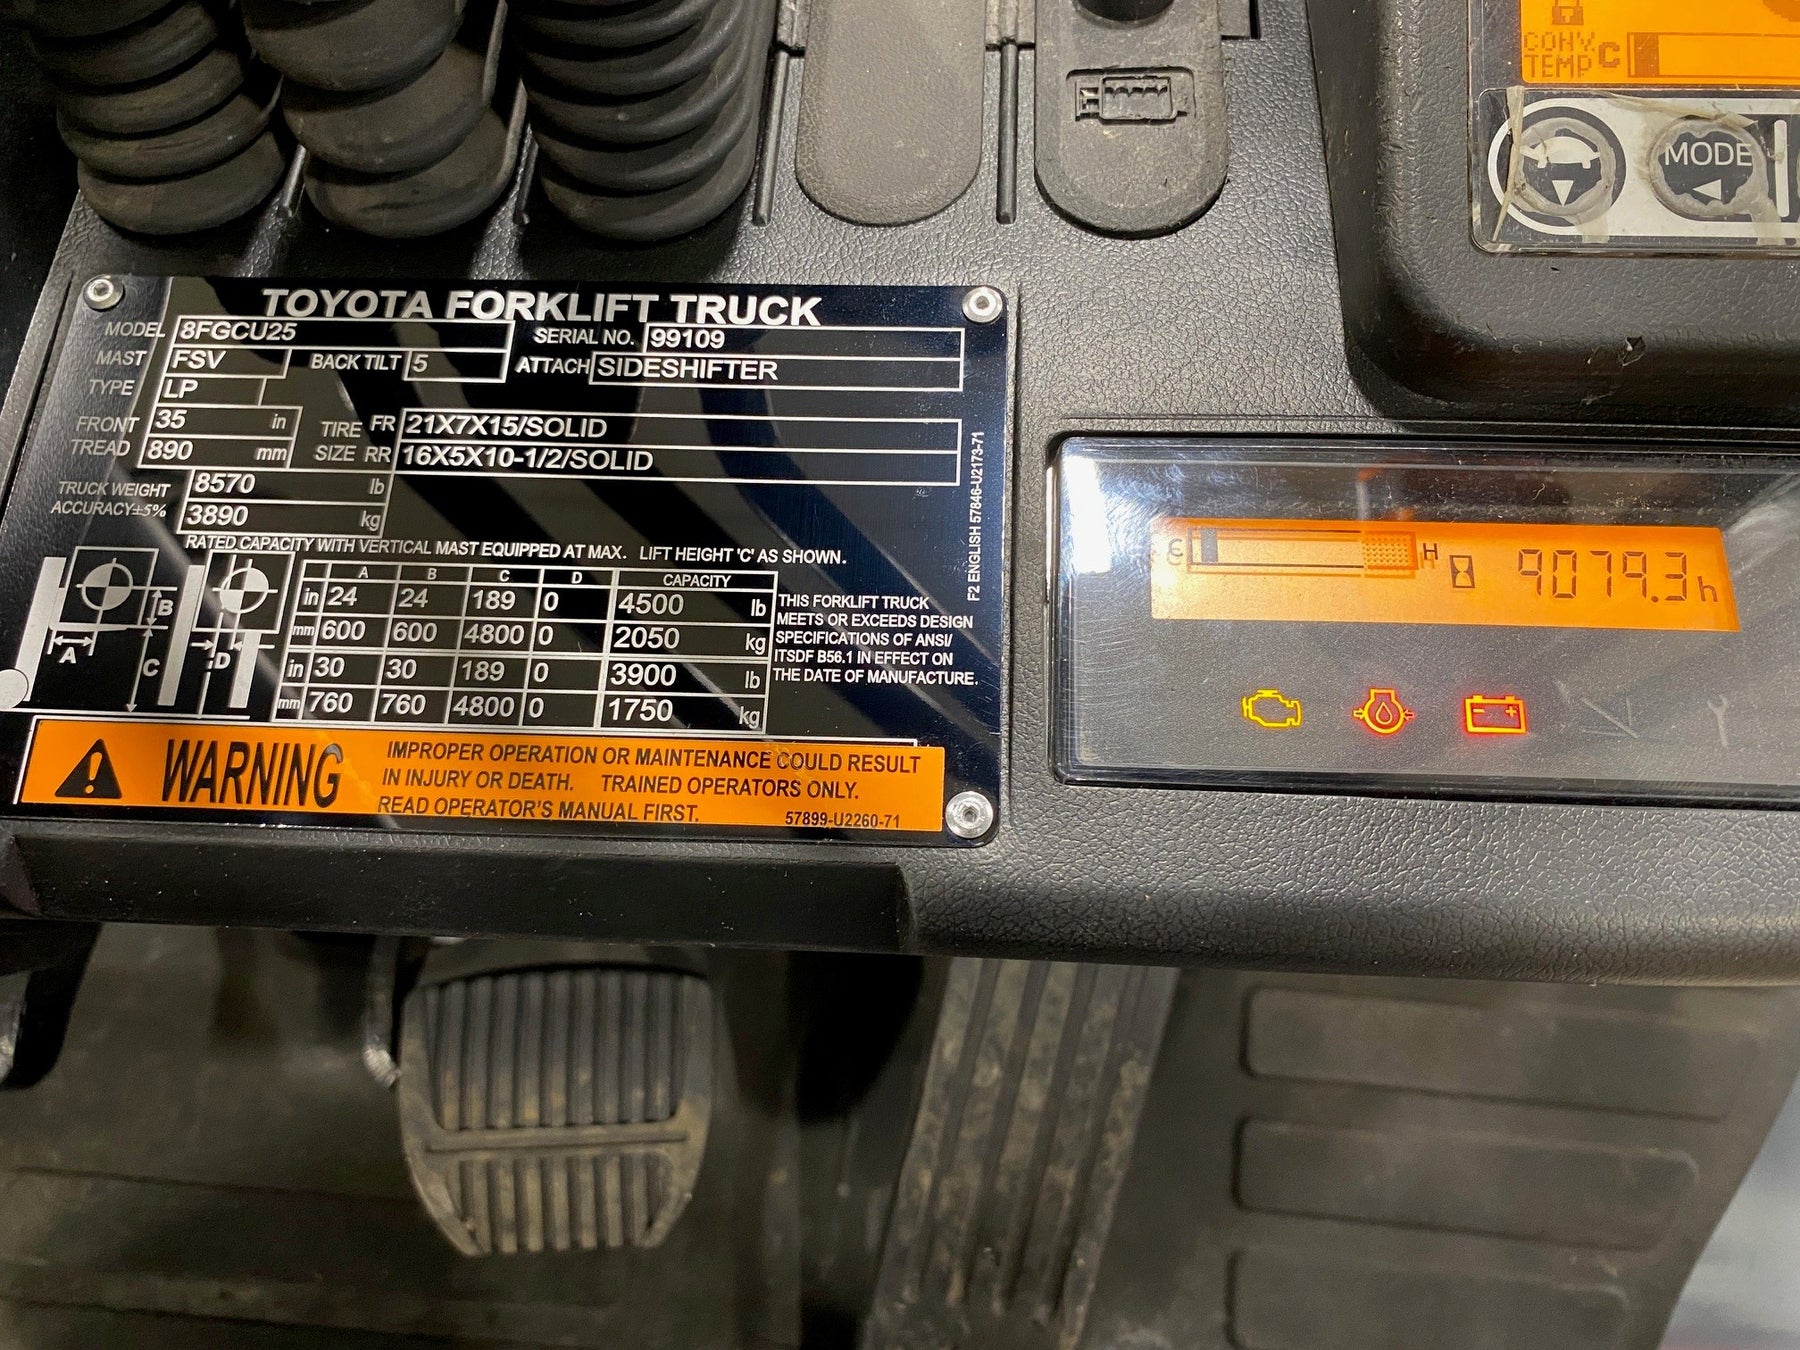 CONV.
TEMP C
MODE
TOYOTA FORKLIFT TRUCK
MODEL 8FGCU25 SERIAL NO. 99109
MAST FSV BACK TILT 5 ATTACH SIDESHIFTER
TYPE LP
FRONT TREAD 35 in TIRE SIZE FR 21X7X15/SOLID
890 mm RR 16X5X10-1/2/SOLID
TRUCK WEIGHT 8570 lb
ACCURACY±5% 3890 kg
RATED CAPACITY WITH VERTICAL MAST EQUIPPED AT MAX. LIFT HEIGHT 'C' AS SHOWN.
A B C D CAPACITY
in 24 24 189 0 4500 lb
mm 600 600 4800 0 2050 kg
in 30 30 189 0 3900 lb
mm 760 760 4800 0 1750 kg
A
B
C
D
THIS FORKLIFT TRUCK
MEETS OR EXCEEDS DESIGN
SPECIFICATIONS OF ANSI/
ITSDF B56.1 IN EFFECT ON
THE DATE OF MANUFACTURE.
F2 ENGLISH 57846-U2173-71
WARNING
IMPROPER OPERATION OR MAINTENANCE COULD RESULT
IN INJURY OR DEATH. TRAINED OPERATORS ONLY.
READ OPERATOR'S MANUAL FIRST.
57899-U2260-71
H
9079.3h